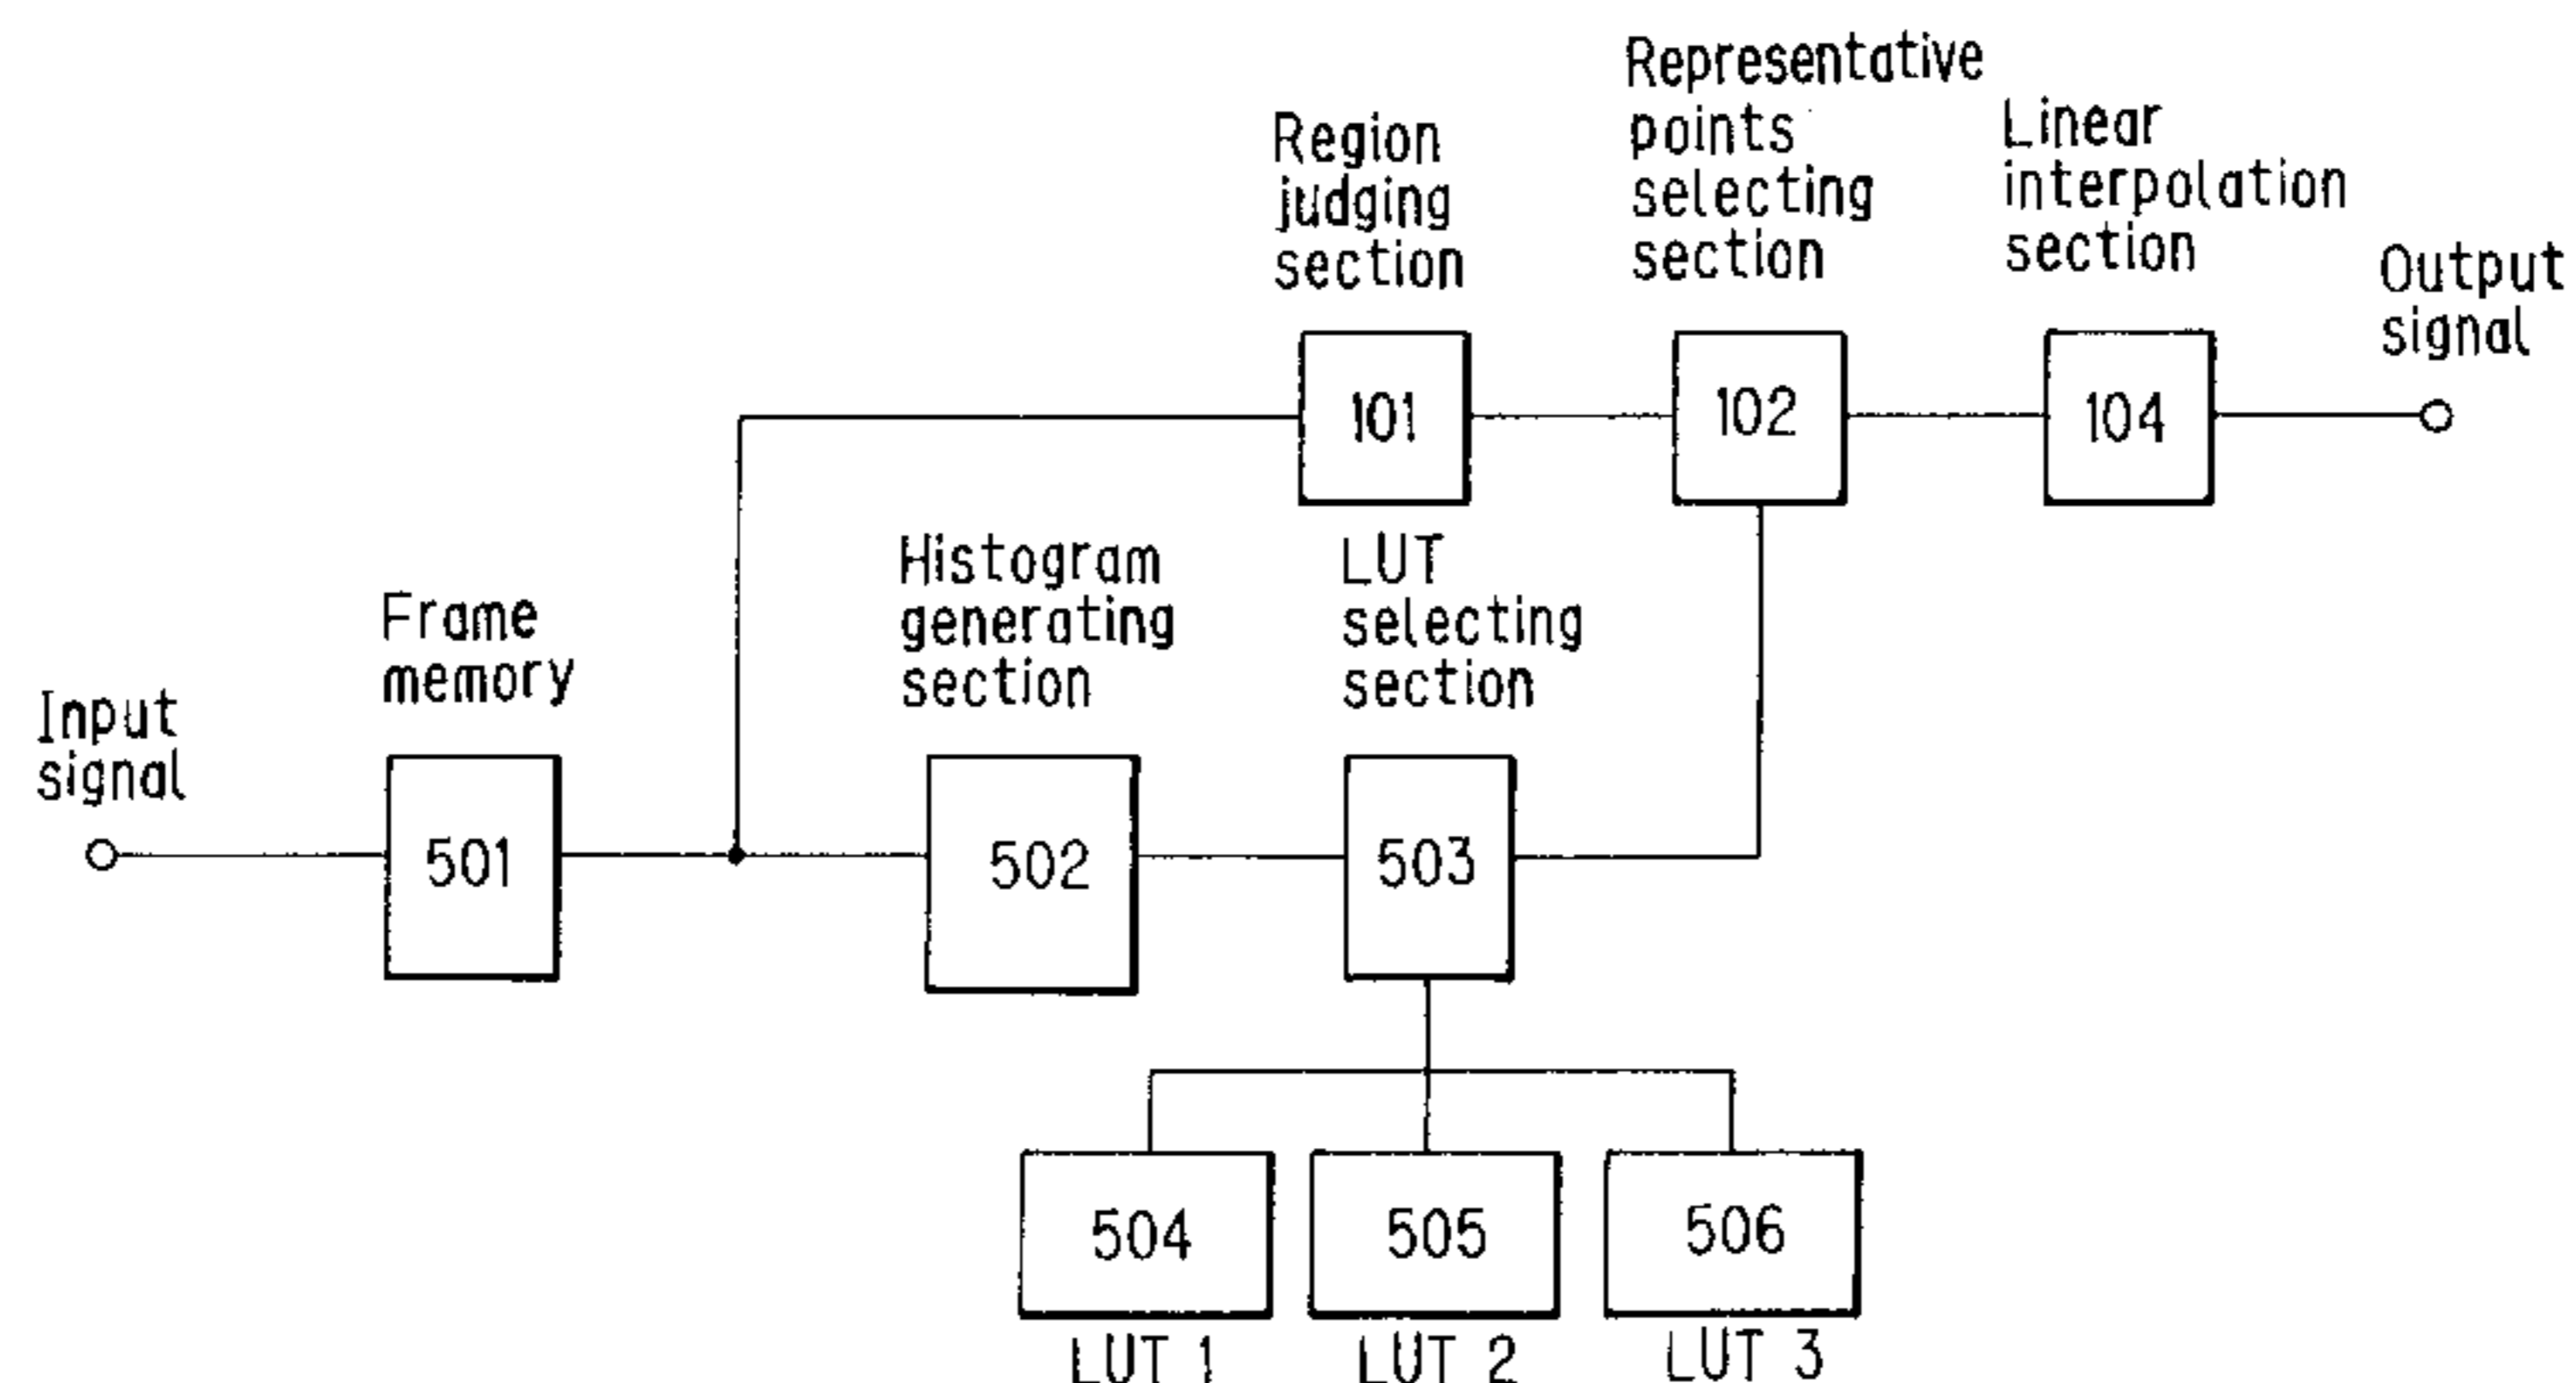 Representative
points
selecting
section
Region
judging
section
Linear
interpolation
section
Output
signal
101
102
104
Histogram
generating
section
LUT
selecting
section
Frame
memory
Input
signal
501
502
503
504
505
506
LUT 1
LUT 2
LUT 3